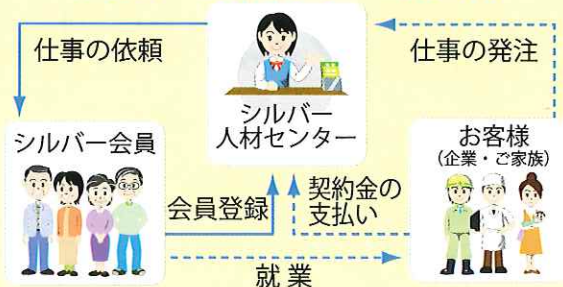 仕事の依頼
仕事の発注
シルバー
人材センター
シルバー会員
お客様
(企業・ご家族)
会員登録
契約金の
支払い
就業